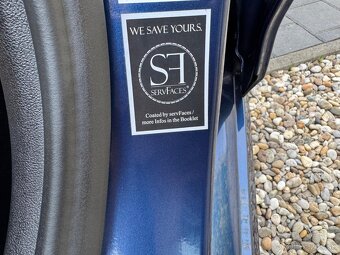 WE SAVE YOURS.
SF
SERVFACES®
Coated by servFaces /
more Infos in the Booklet